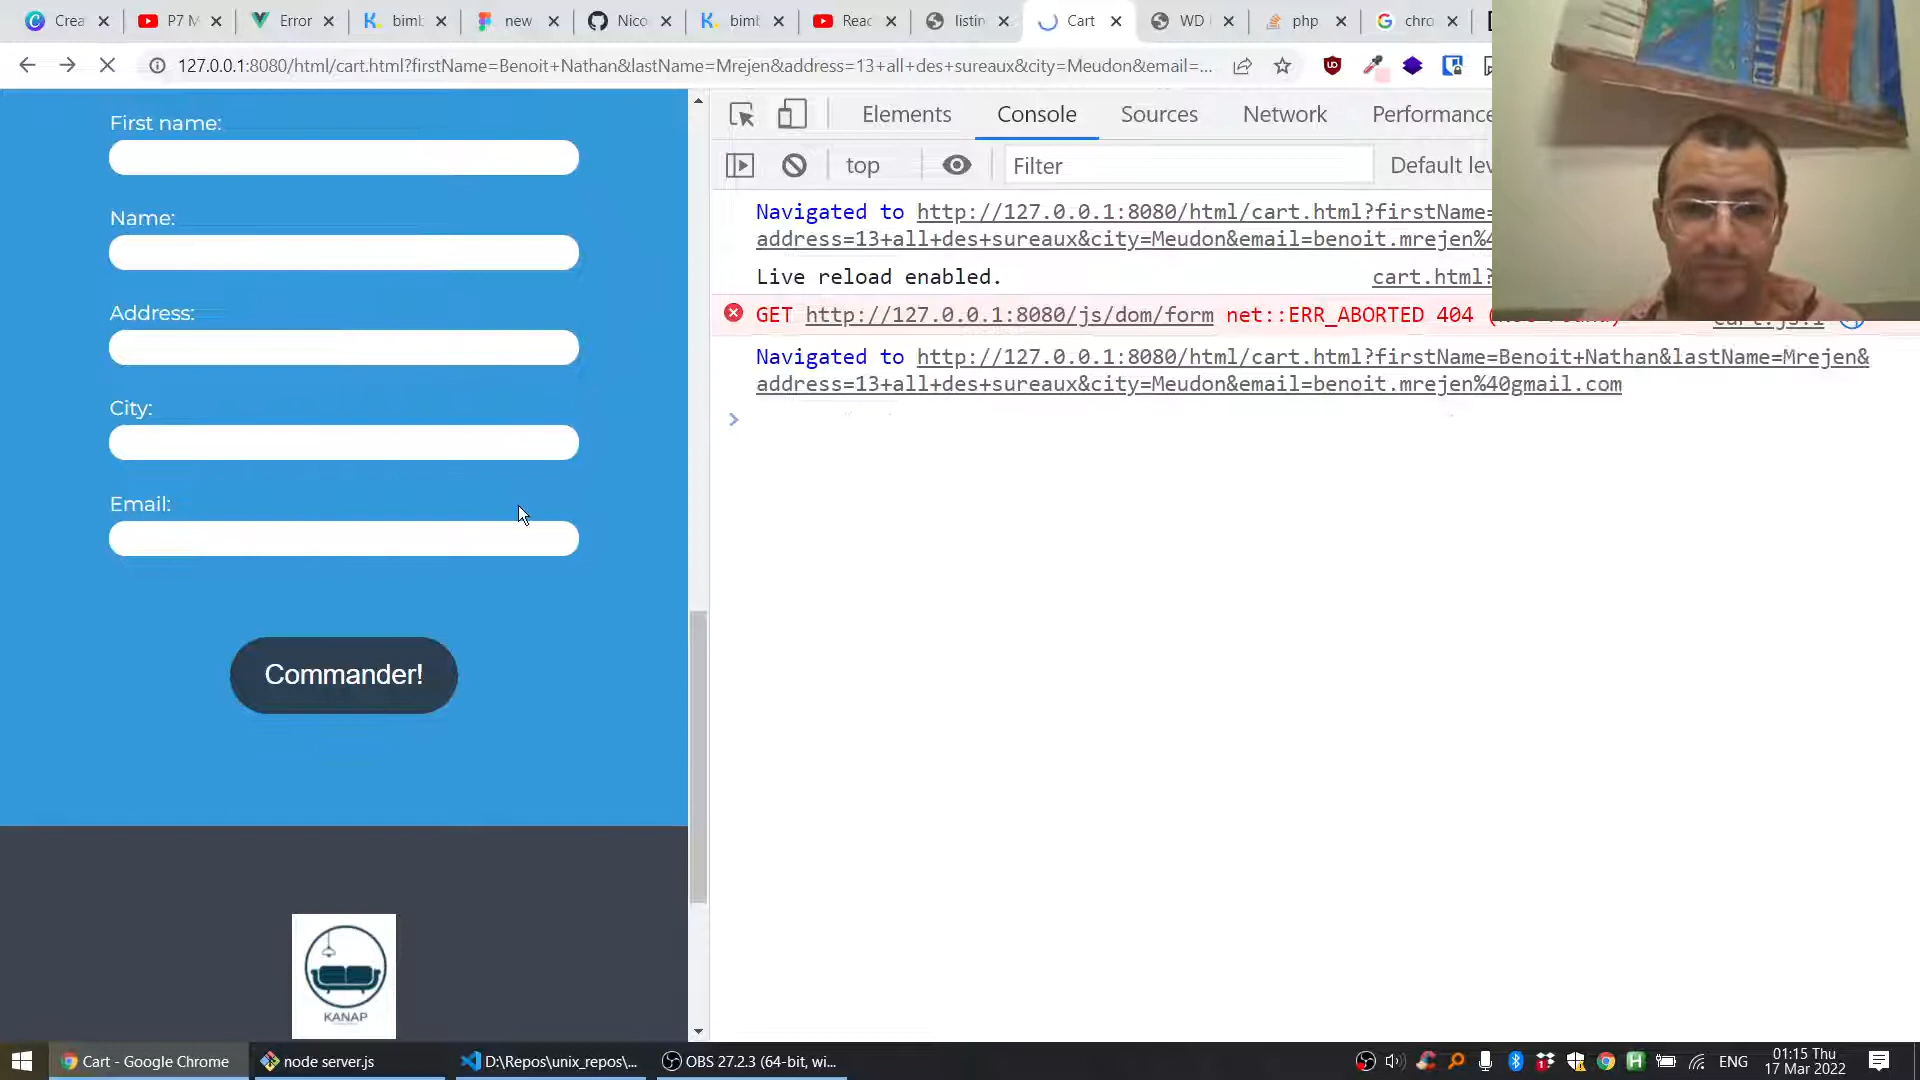 Crea
P7 M
Error
bimb
new
Nico
bimb
Reac
listin
Cart
WD
php
chro
127.0.0.1:8080/html/cart.html?firstName=Benoit+Nathan&lastName=Mrejen&address=13+all+des+sureaux&city=Meudon&email=...
First name:
Name:
Address:
City:
Email:
Commander!
KANAP
Elements
Console
Sources
Network
Performance
top
Filter
Default lev
Navigated to http://127.0.0.1:8080/html/cart.html?firstName=
address=13+all+des+sureaux&city=Meudon&email=benoit.mrejen%4
Live reload enabled.
cart.html?
GET http://127.0.0.1:8080/js/dom/form net::ERR_ABORTED 404
cart.js:1
Navigated to http://127.0.0.1:8080/html/cart.html?firstName=Benoit+Nathan&lastName=Mrejen&
address=13+all+des+sureaux&city=Meudon&email=benoit.mrejen%40gmail.com
Cart - Google Chrome
node server.js
D:\Repos\unix_repos\...
OBS 27.2.3 (64-bit, wi...
ENG
01:15 Thu
17 Mar 2022